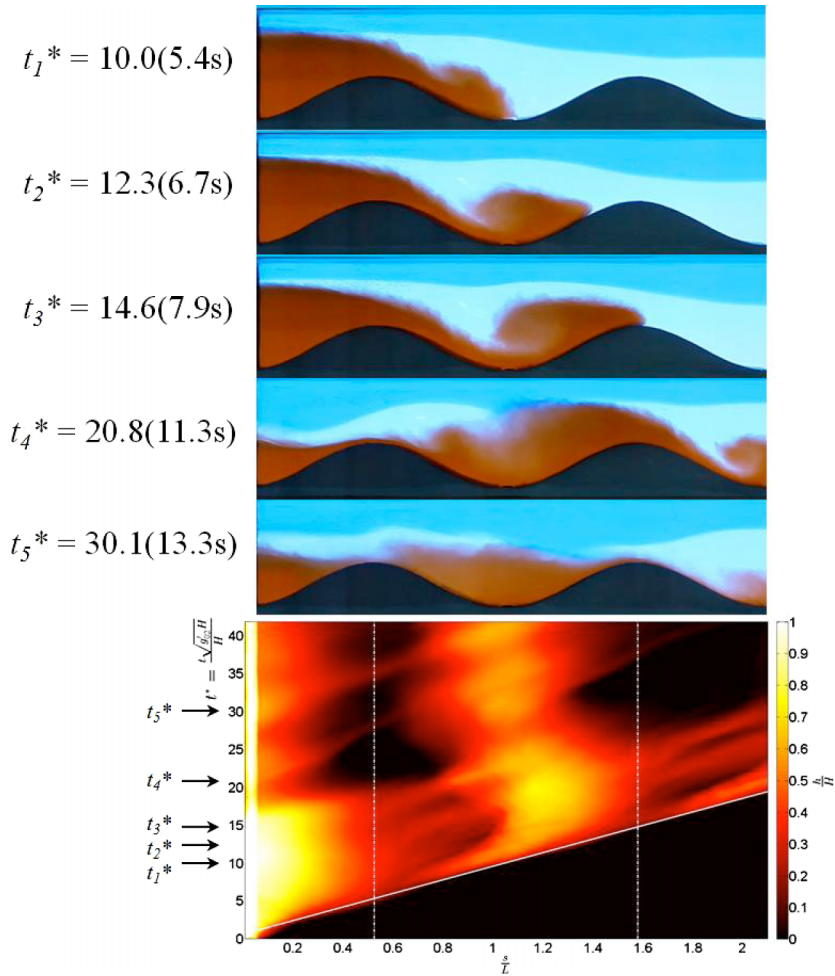 t₁* = 10.0(5.4s)
t₂* = 12.3(6.7s)
t₃* = 14.6(7.9s)
t₄* = 20.8(11.3s)
t₅* = 30.1(13.3s)
t* = t√(g′₀₂H)/H
40
35
30
25
20
15
10
5
0
t₅*
t₄*
t₃*
t₂*
t₁*
0.2 0.4 0.6 0.8 1 1.2 1.4 1.6 1.8 2
s/L
1
0.9
0.8
0.7
0.6
0.5
0.4
0.3
0.2
0.1
0
h/H